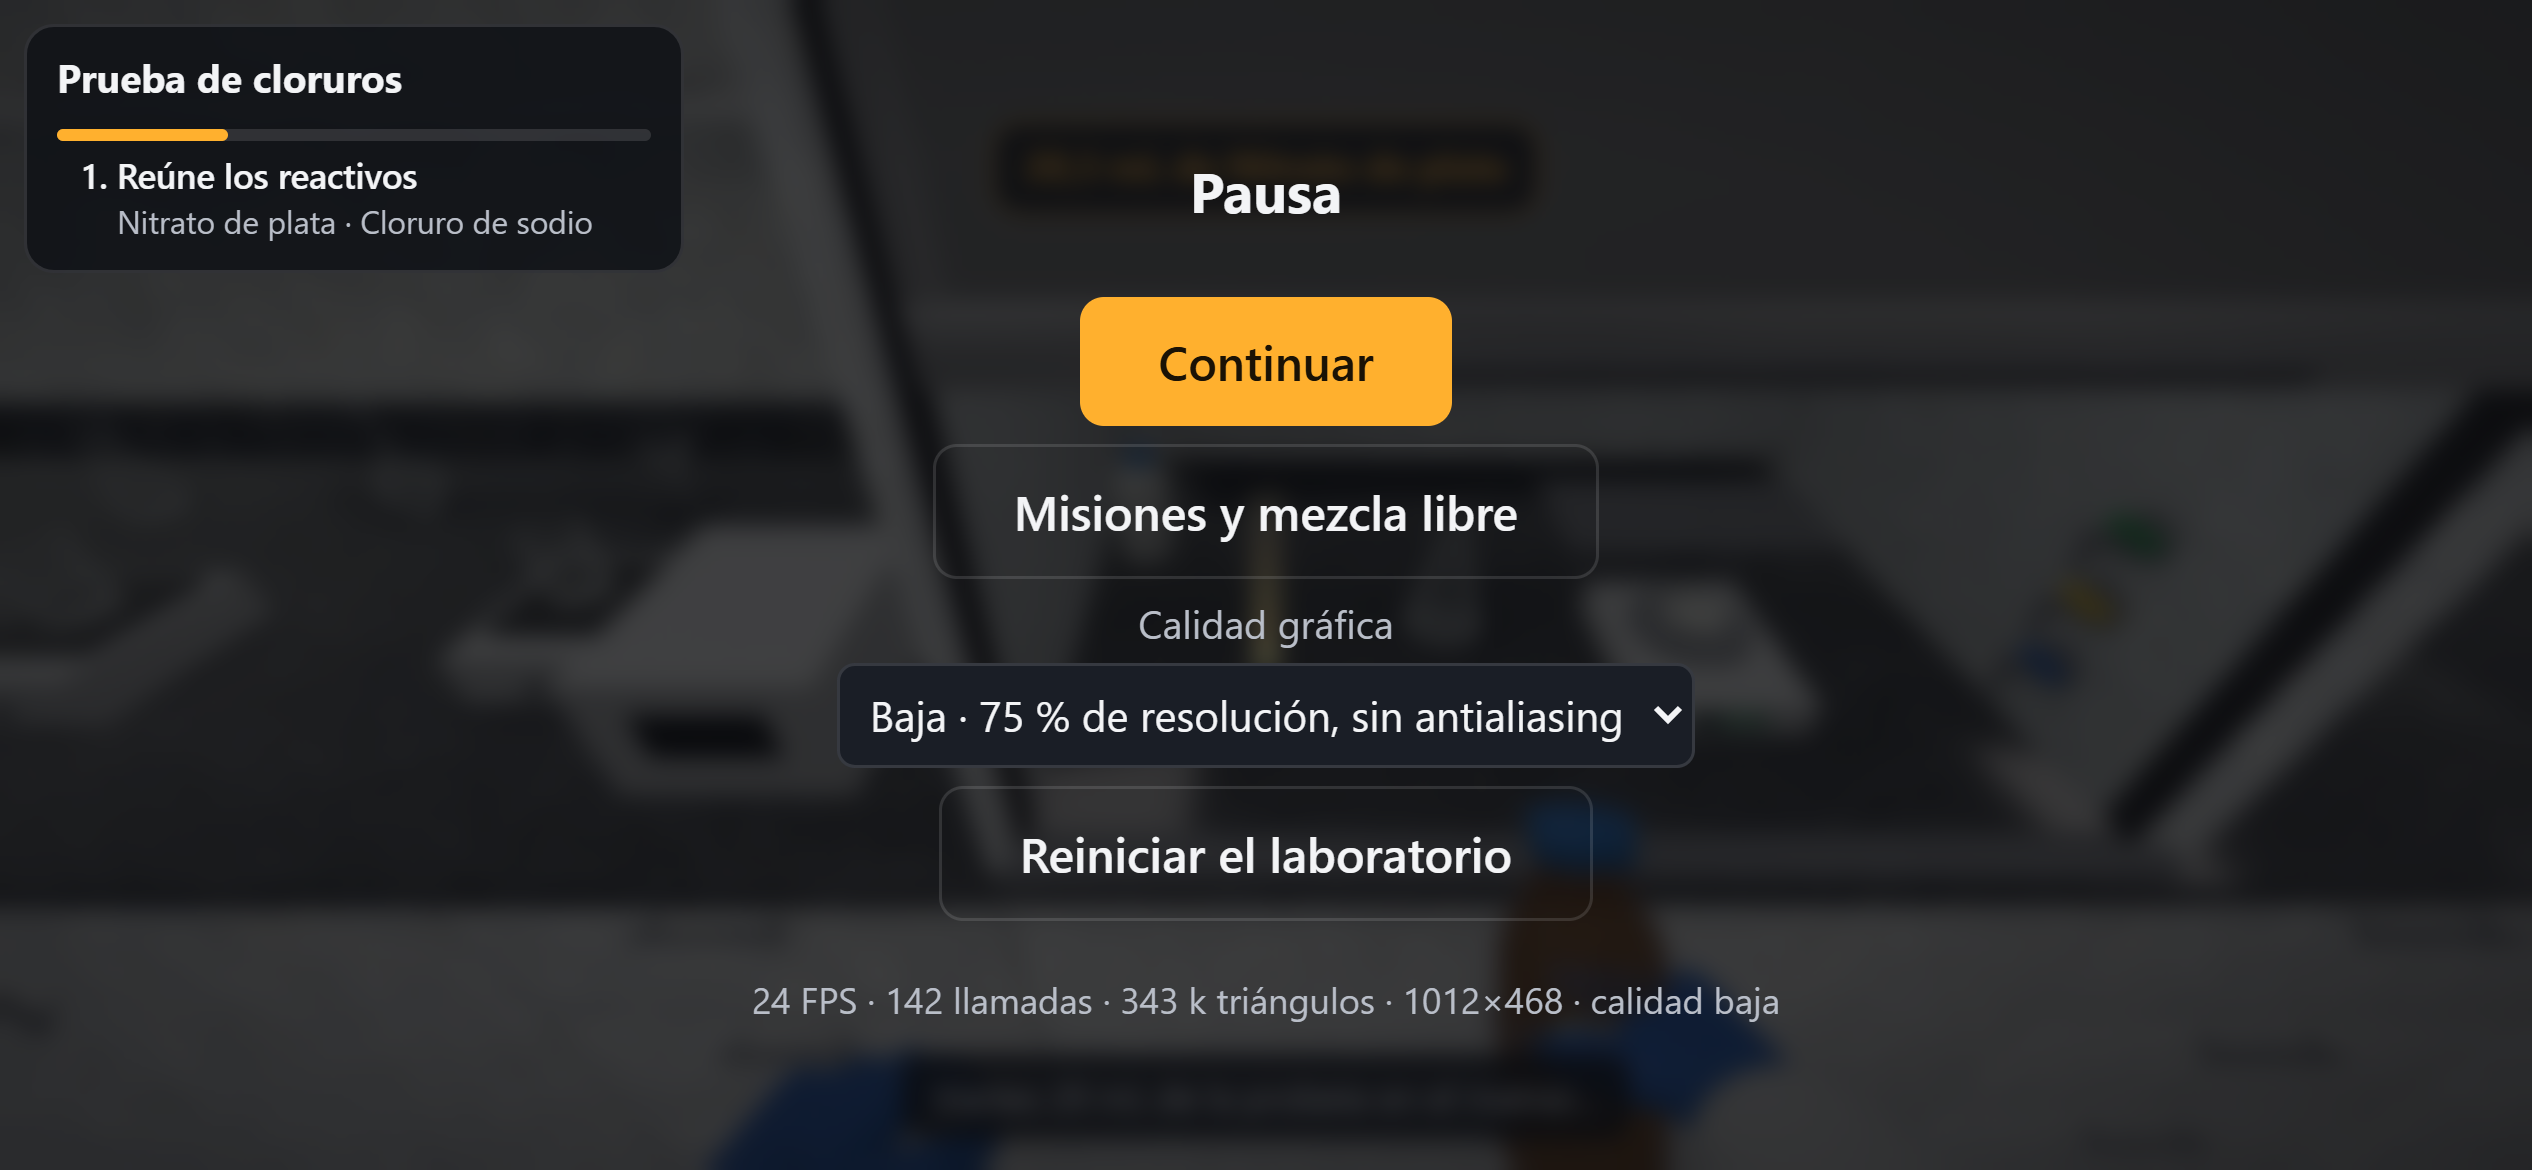 Prueba de cloruros
1. Reúne los reactivos
Nitrato de plata · Cloruro de sodio
Pausa
Continuar
Misiones y mezcla libre
Calidad gráfica
Baja · 75 % de resolución, sin antialiasing
Reiniciar el laboratorio
24 FPS · 142 llamadas · 343 k triángulos · 1012×468 · calidad baja